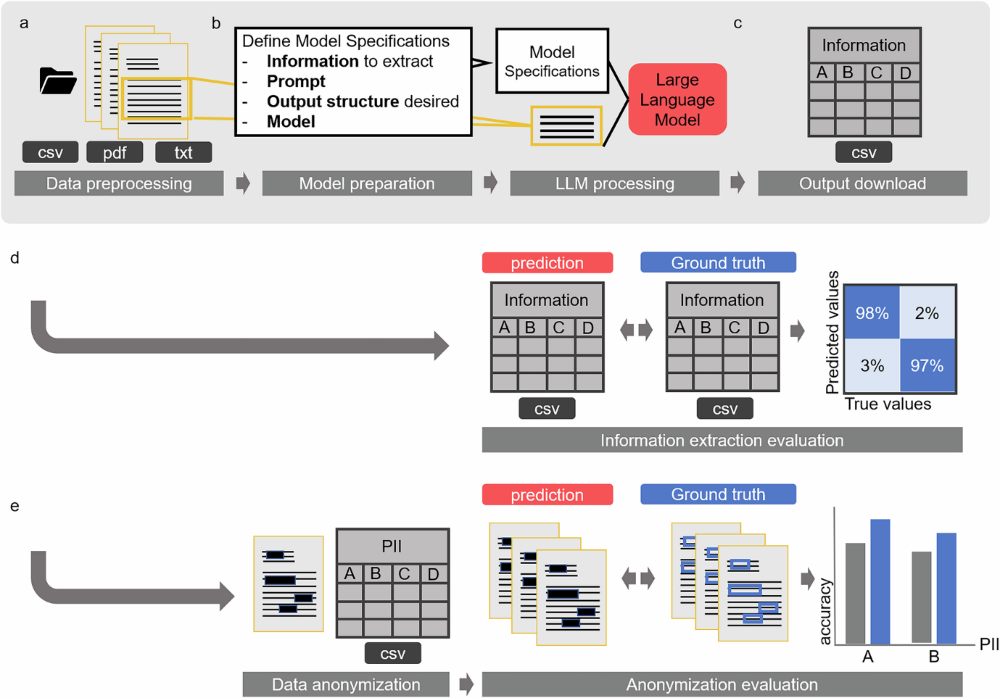 a
b
c
Define Model Specifications
- Information to extract
- Prompt
- Output structure desired
- Model
Model
Specifications
Large
Language
Model
Information
A B C D
csv pdf txt
csv
Data preprocessing
Model preparation
LLM processing
Output download
d
prediction
Ground truth
Information
A B C D
csv
Information
A B C D
csv
Predicted values
98% 2%
3% 97%
True values
Information extraction evaluation
e
PII
A B C D
csv
Data anonymization
prediction
Ground truth
accuracy
A B
PII
Anonymization evaluation